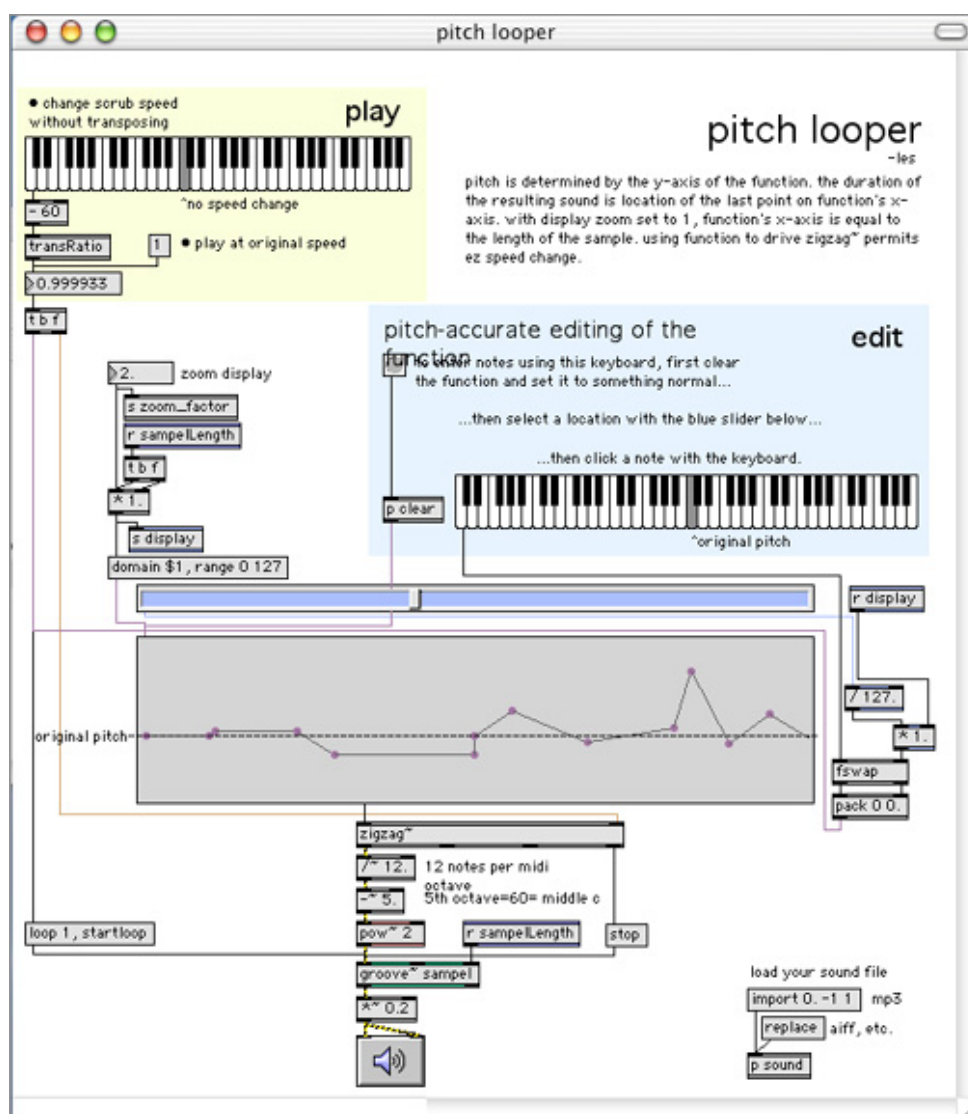 pitch looper
● change scrub speed
without transposing
play
^no speed change
- 60
transRatio
1
● play at original speed
0.999933
t b f
pitch looper
-les
pitch is determined by the y-axis of the function. the duration of
the resulting sound is location of the last point on function's x-
axis. with display zoom set to 1, function's x-axis is equal to
the length of the sample. using function to drive zigzag~ permits
ez speed change.
pitch-accurate editing of the
function
edit
to enter notes using this keyboard, first clear
the function and set it to something normal...
...then select a location with the blue slider below...
...then click a note with the keyboard.
p clear
^original pitch
2.
zoom display
s zoom_factor
r sampelLength
t b f
* 1.
s display
domain $1, range 0 127
r display
/ 127.
* 1.
fswap
pack 0 0.
original pitch-
zigzag~
/~ 12.
12 notes per midi
octave
-~ 5.
5th octave=60= middle c
pow~ 2
r sampelLength
stop
loop 1, startloop
groove~ sampel
*~ 0.2
load your sound file
import 0. -1 1
mp3
replace
aiff, etc.
p sound